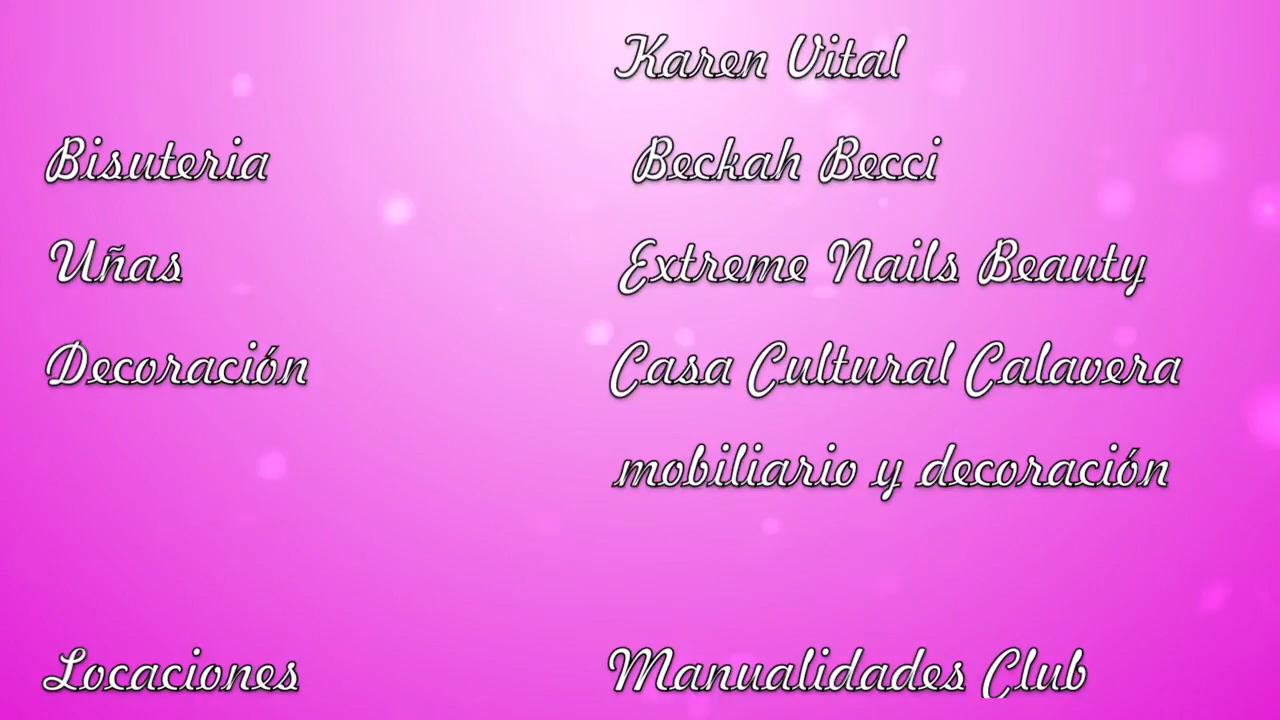 Karen Vital
Bisuteria Beckah Becci
Uñas Extreme Nails Beauty
Decoración Casa Cultural Calavera
mobiliario y decoración
Locaciones Manualidades Club